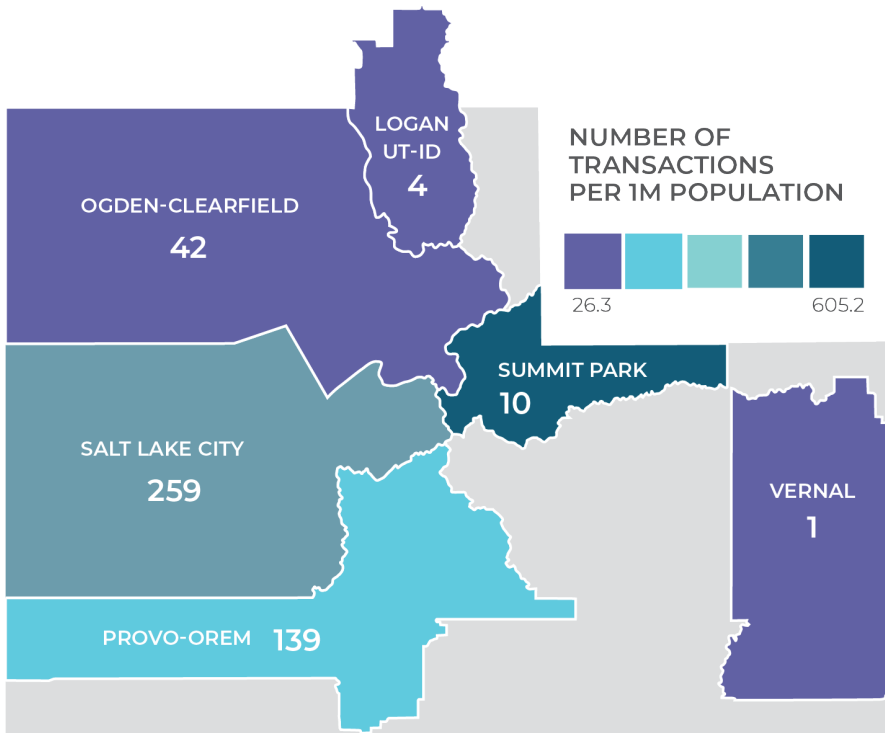 LOGAN
UT-ID
4
NUMBER OF
TRANSACTIONS
PER 1M POPULATION
26.3
605.2
OGDEN-CLEARFIELD
42
SUMMIT PARK
10
SALT LAKE CITY
259
VERNAL
1
PROVO-OREM 139